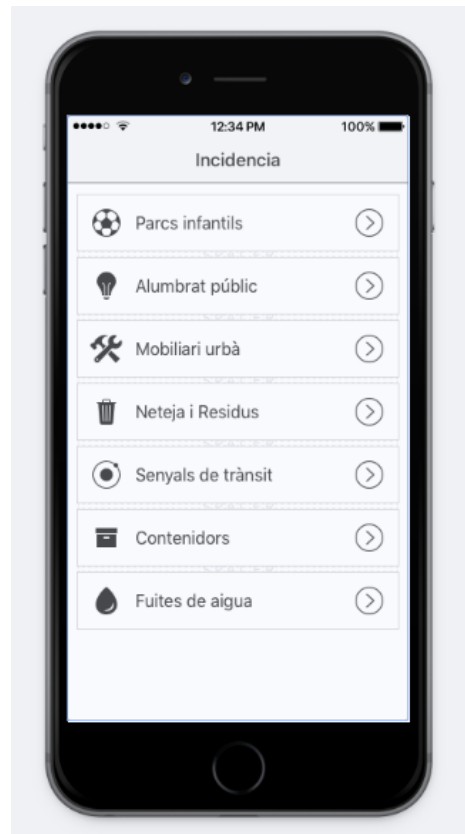 12:34 PM
100%
Incidencia
Parcs infantils
Alumbrat públic
Mobiliari urbà
Neteja i Residus
Senyals de trànsit
Contenidors
Fuites de aigua